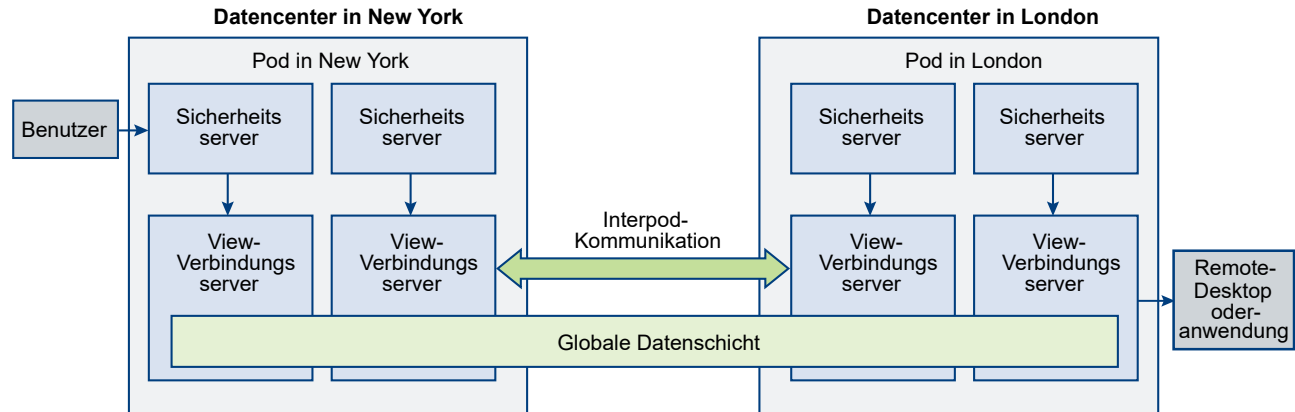 Datencenter in New York
Datencenter in London
Pod in New York
Pod in London
Benutzer
Sicherheits
server
Sicherheits
server
Sicherheits
server
Sicherheits
server
View-
Verbindungs
server
View-
Verbindungs
server
Interpod-
Kommunikation
View-
Verbindungs
server
View-
Verbindungs
server
Remote-
Desktop
oder-
anwendung
Globale Datenschicht